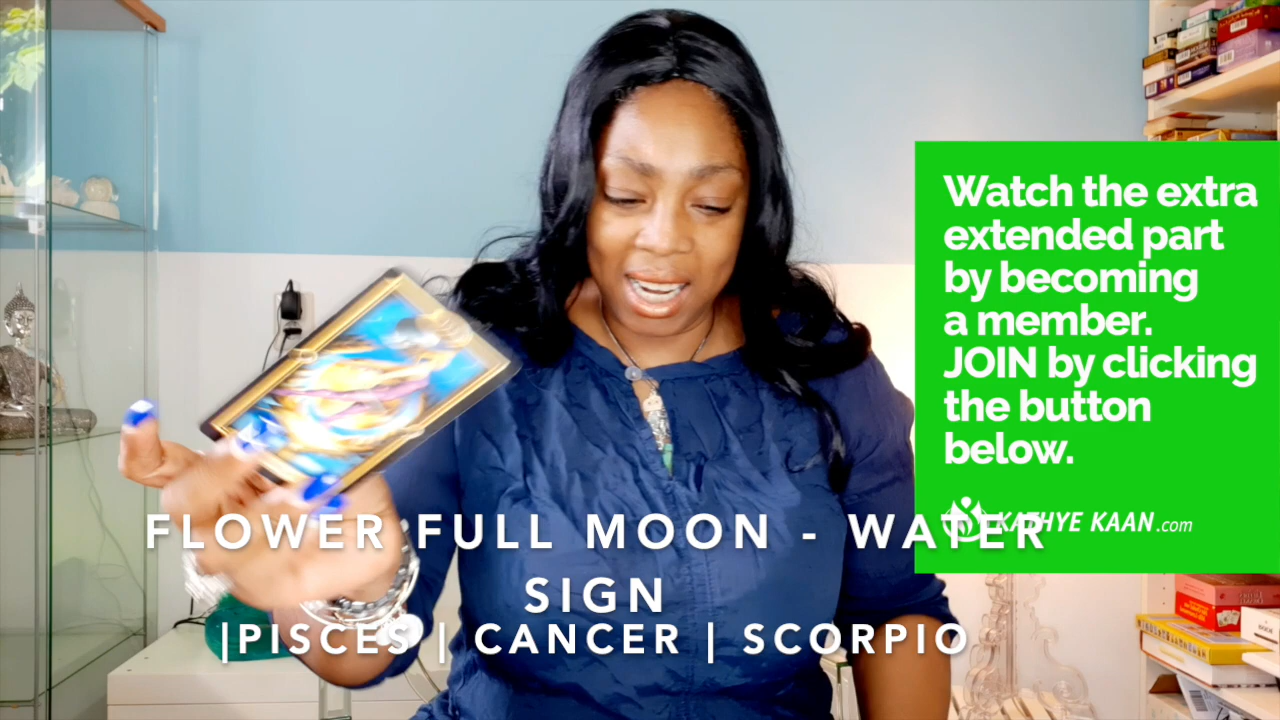 Watch the extra
extended part
by becoming
a member.
JOIN by clicking
the button
below.
KATHYE KAAN.com
FLOWER FULL MOON - WATER
SIGN
|PISCES | CANCER | SCORPIO